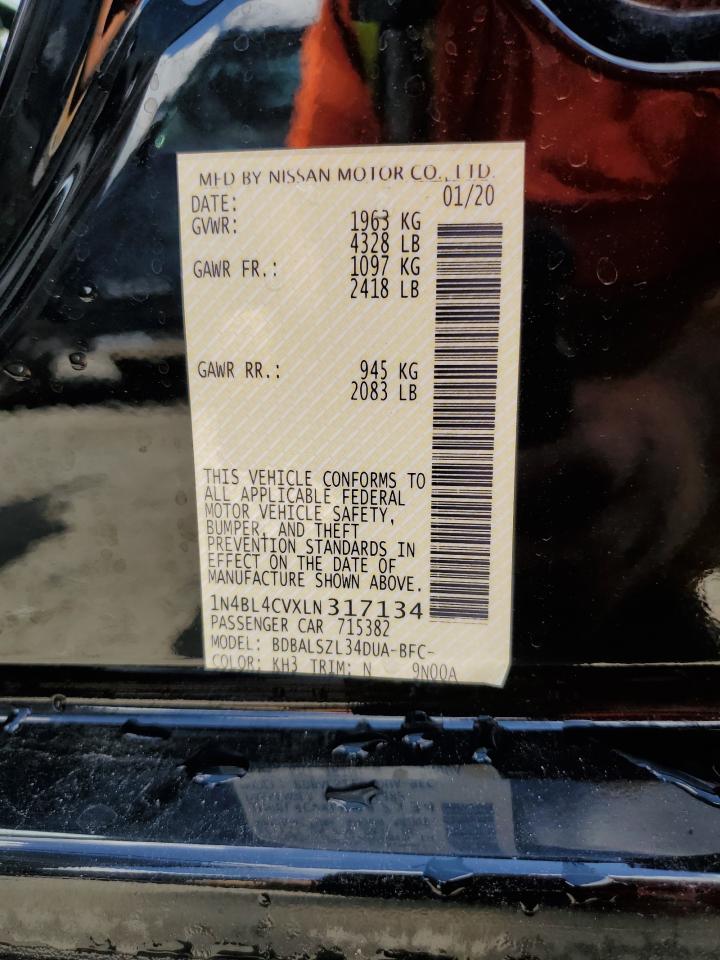 MFD BY NISSAN MOTOR CO., LTD.
DATE: 01/20
GVWR: 1963 KG
4328 LB
GAWR FR.: 1097 KG
2418 LB
GAWR RR.: 945 KG
2083 LB
THIS VEHICLE CONFORMS TO
ALL APPLICABLE FEDERAL
MOTOR VEHICLE SAFETY,
BUMPER, AND THEFT
PREVENTION STANDARDS IN
EFFECT ON THE DATE OF
MANUFACTURE SHOWN ABOVE.
1N4BL4CVXLN317134
PASSENGER CAR 715382
MODEL: BDBALSZL34DUA-BFC-
COLOR: KH3 TRIM: N 9N00A